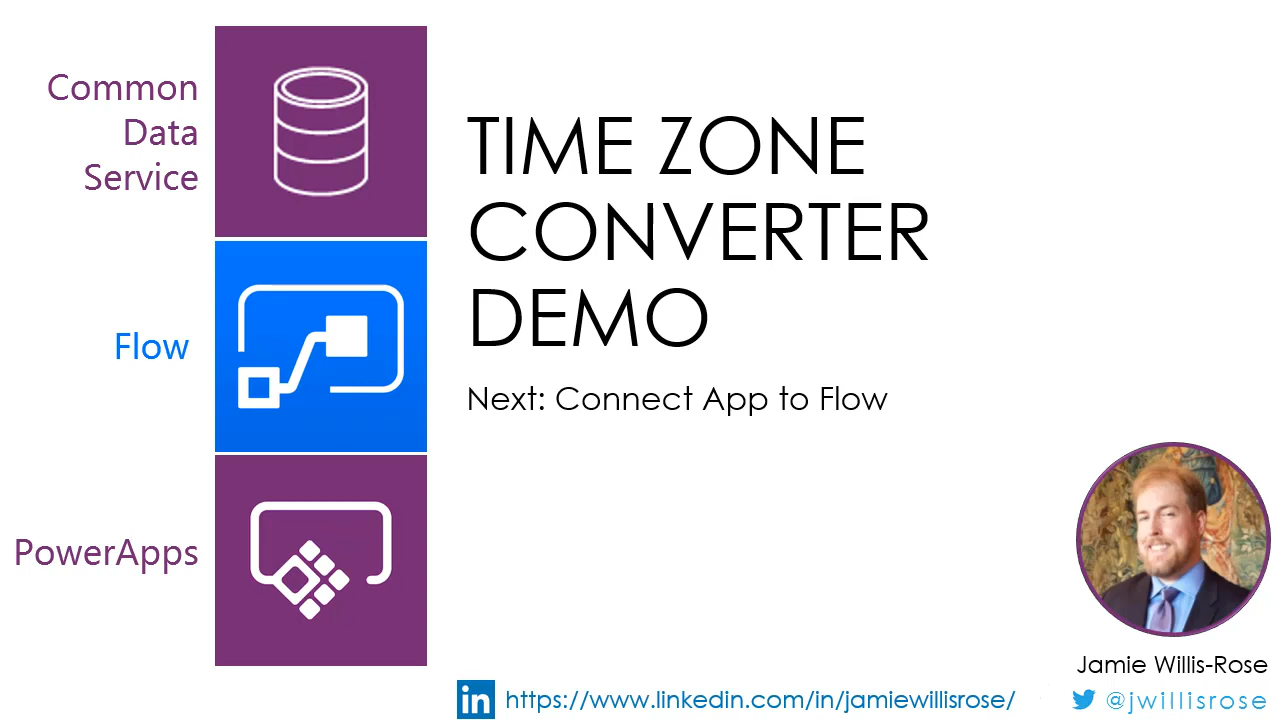 Common
Data
Service
Flow
PowerApps
TIME ZONE
CONVERTER
DEMO
Next: Connect App to Flow
Jamie Willis-Rose
in https://www.linkedin.com/in/jamiewillisrose/
@jwillisrose